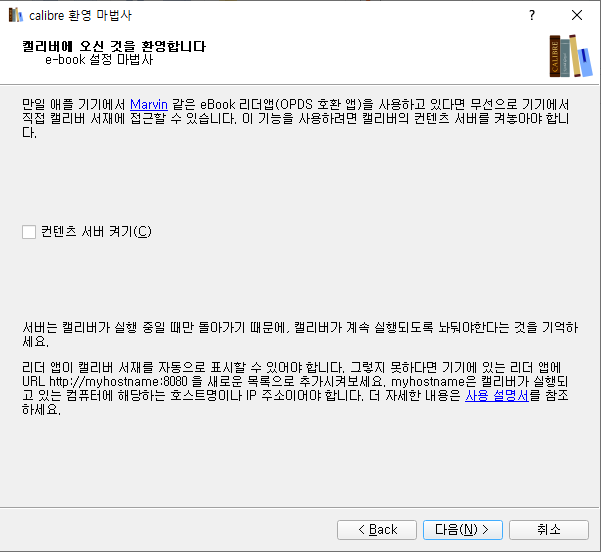 calibre 환영 마법사
캘리버에 오신 것을 환영합니다
e-book 설정 마법사
만일 애플 기기에서 Marvin 같은 eBook 리더앱(OPDS 호환 앱)을 사용하고 있다면 무선으로 기기에서
직접 캘리버 서재에 접근할 수 있습니다. 이 기능을 사용하려면 캘리버의 컨텐츠 서버를 켜놓아야 합니
다.
컨텐츠 서버 켜기(C)
서버는 캘리버가 실행 중일 때만 돌아가기 때문에, 캘리버가 계속 실행되도록 놔둬야한다는 것을 기억하
세요.
리더 앱이 캘리버 서재를 자동으로 표시할 수 있어야 합니다. 그렇지 못하다면 기기에 있는 리더 앱에
URL http://myhostname:8080 을 새로운 목록으로 추가시켜보세요. myhostname은 캘리버가 실행되
고 있는 컴퓨터에 해당하는 호스트명이나 IP 주소이어야 합니다. 더 자세한 내용은 사용 설명서를 참조
하세요.
< Back
다음(N) >
취소